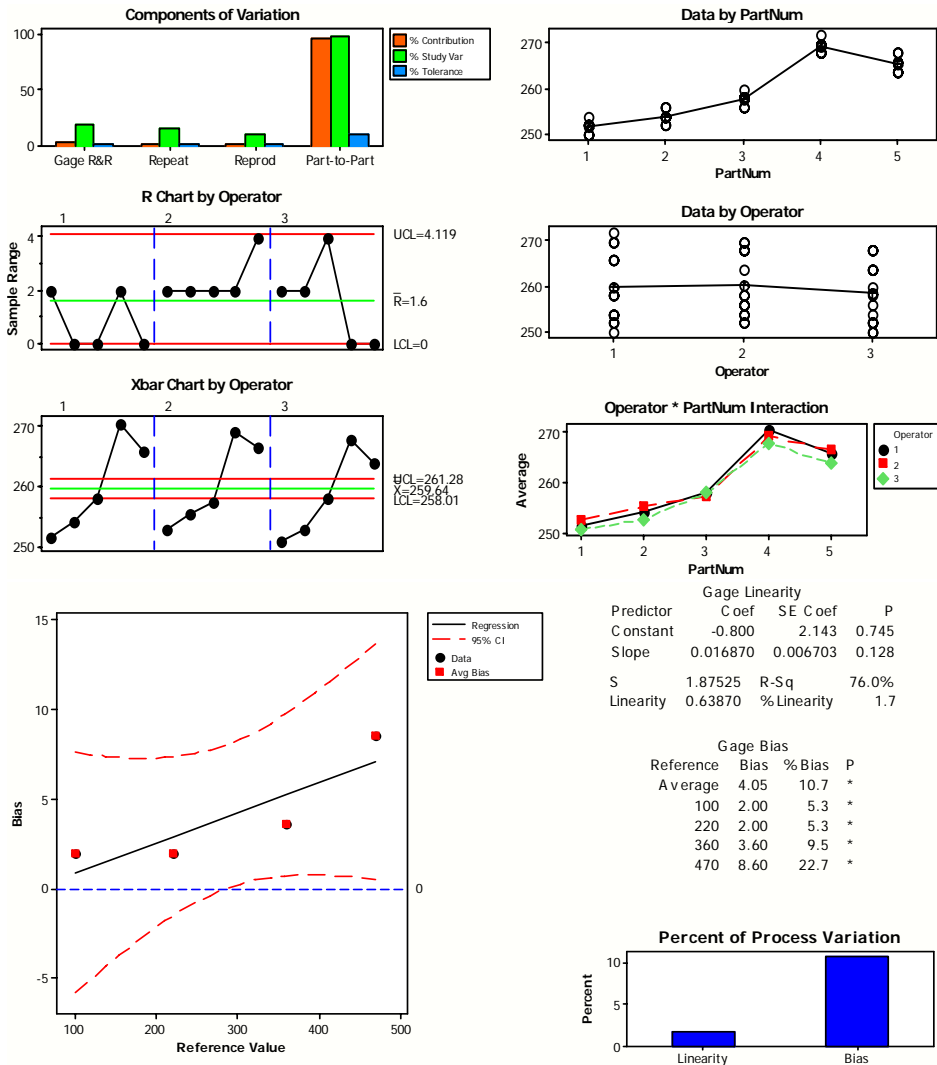 Components of Variation
100
50
0
Gage R&R Repeat Reprod Part-to-Part
% Contribution
% Study Var
% Tolerance
Data by PartNum
270
260
250
1 2 3 4 5
PartNum
R Chart by Operator
1 2 3
Sample Range
4
2
0
UCL=4.119
R=1.6
LCL=0
Data by Operator
270
260
250
1 2 3
Operator
Xbar Chart by Operator
1 2 3
270
260
250
UCL=261.28
X=259.64
LCL=258.01
Operator * PartNum Interaction
Average
270
260
250
1 2 3 4 5
PartNum
Operator
1
2
3
15
10
5
0
-5
Bias
100 200 300 400 500
Reference Value
0
Regression
95% CI
Data
Avg Bias
Gage Linearity
Predictor Coef SE Coef P
Constant -0.800 2.143 0.745
Slope 0.016870 0.006703 0.128
S 1.87525 R-Sq 76.0%
Linearity 0.63870 %Linearity 1.7
Gage Bias
Reference Bias %Bias P
Average 4.05 10.7 *
100 2.00 5.3 *
220 2.00 5.3 *
360 3.60 9.5 *
470 8.60 22.7 *
Percent of Process Variation
Percent
10
5
0
Linearity Bias